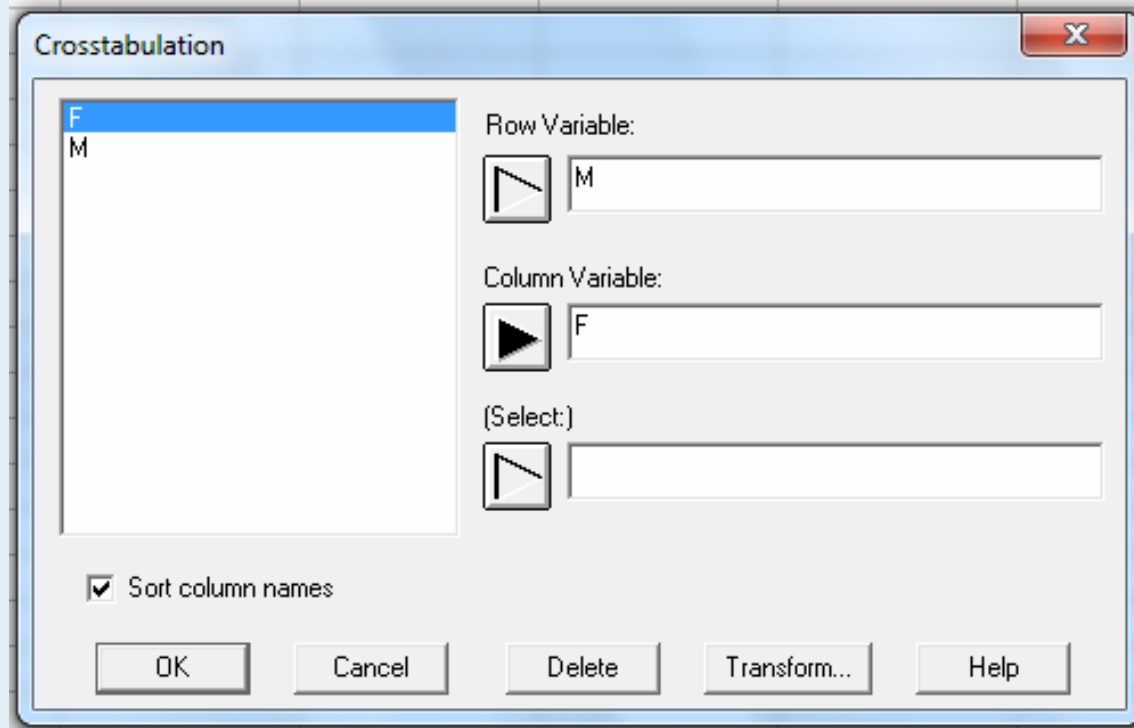 Crosstabulation
F
M
Row Variable:
M
Column Variable:
F
(Select:)
Sort column names
OK
Cancel
Delete
Transform...
Help